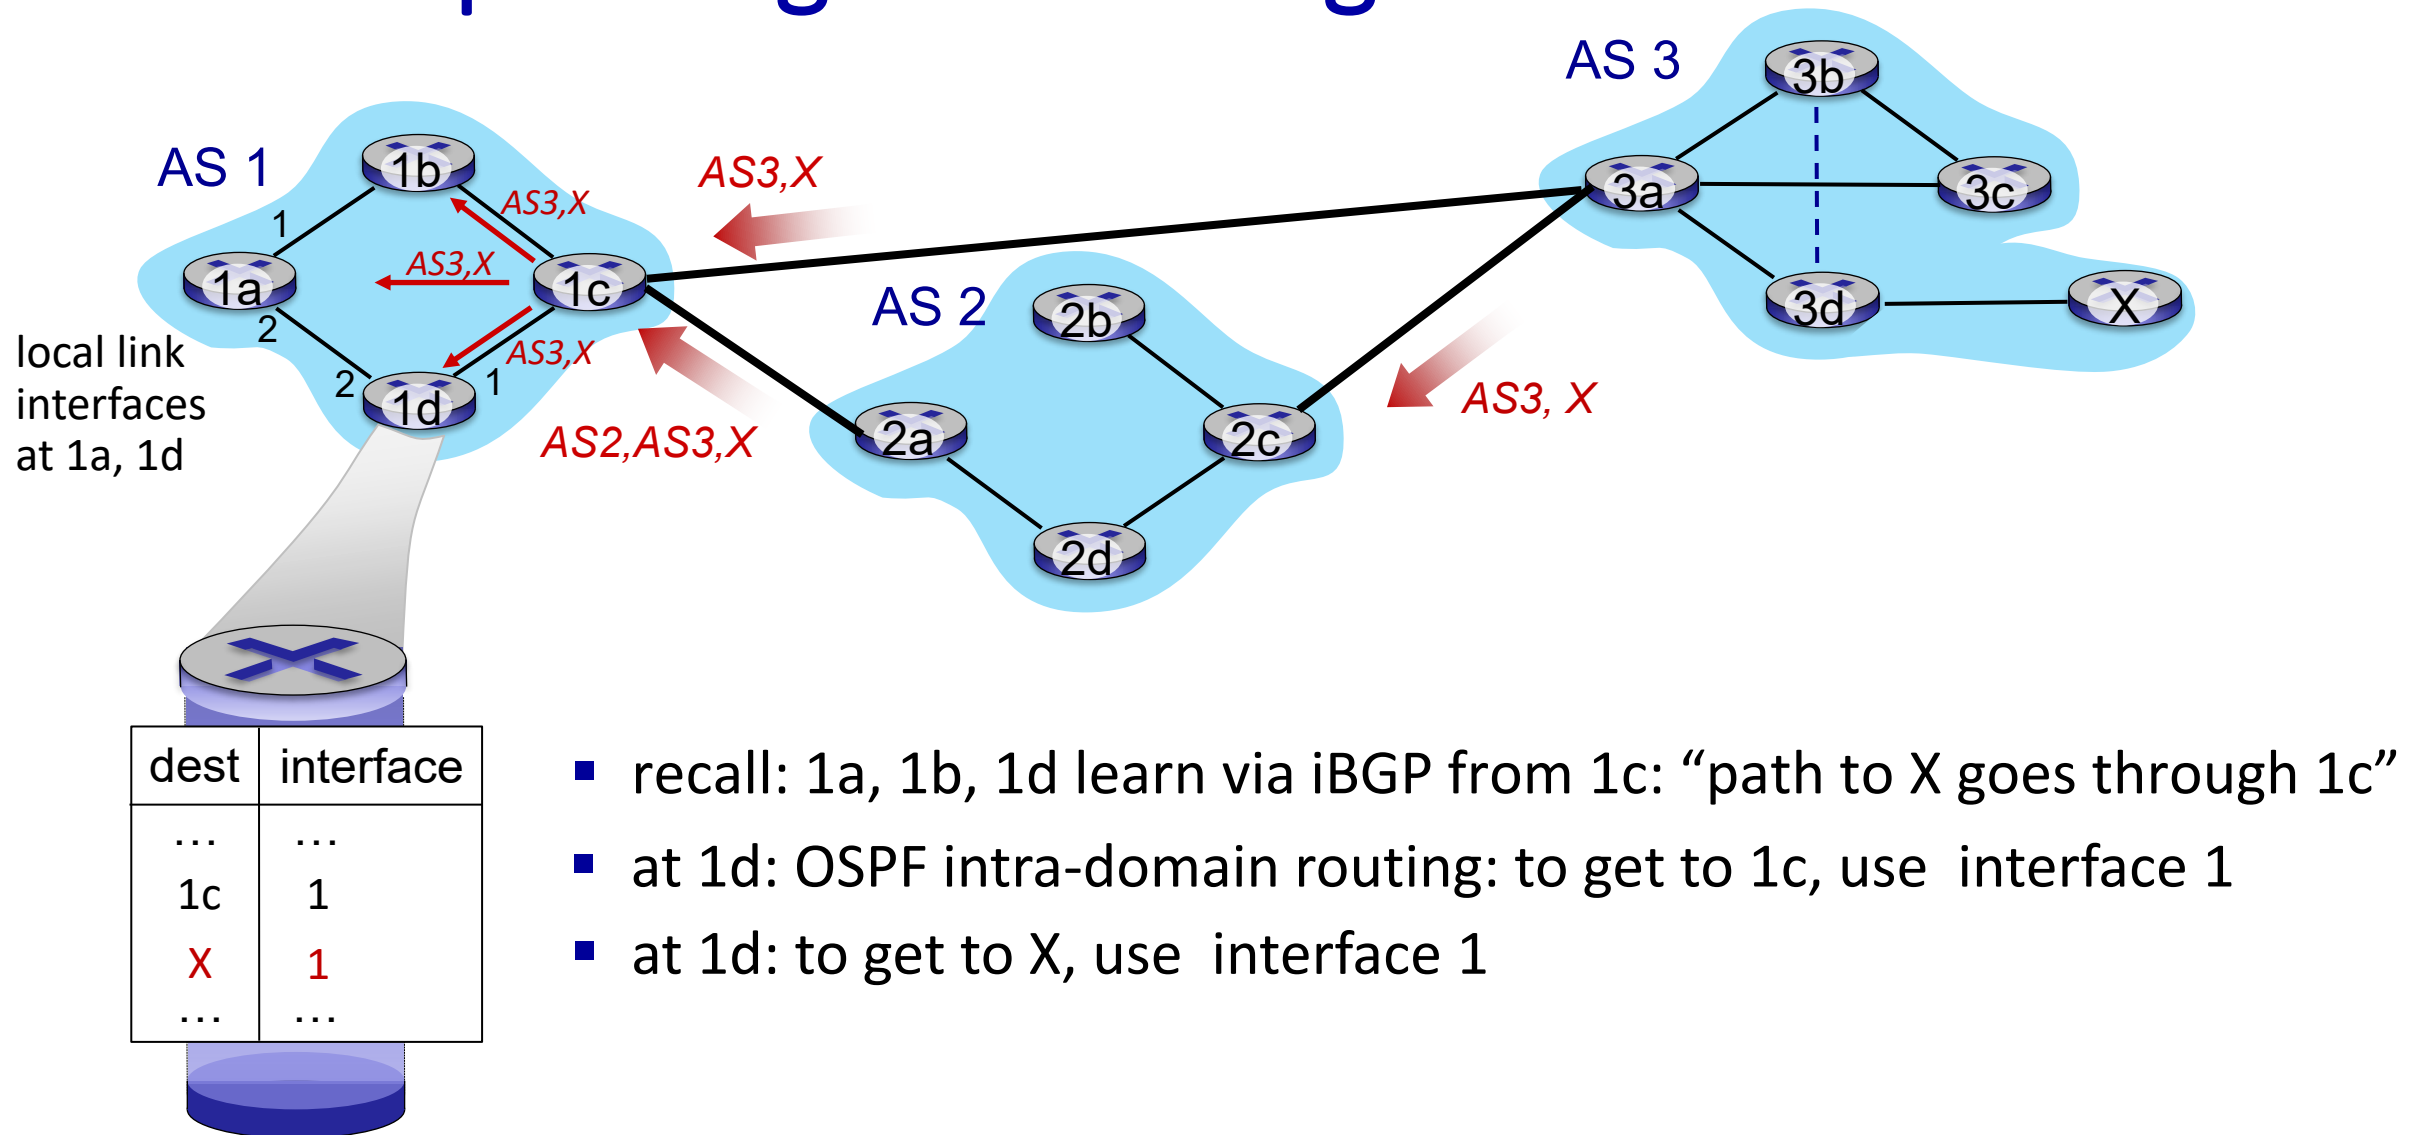 AS 3
3b
3a
3c
3d
X
AS 1
1b
1
AS3,X
AS3,X
AS3,X
1a
1c
2
2
1d
1
AS3,X
local link
interfaces
at 1a, 1d
AS2,AS3,X
AS 2
2b
2a
2c
2d
AS3, X
dest interface
... ...
1c 1
X 1
... ...
▪ recall: 1a, 1b, 1d learn via iBGP from 1c: “path to X goes through 1c”
▪ at 1d: OSPF intra-domain routing: to get to 1c, use interface 1
▪ at 1d: to get to X, use interface 1